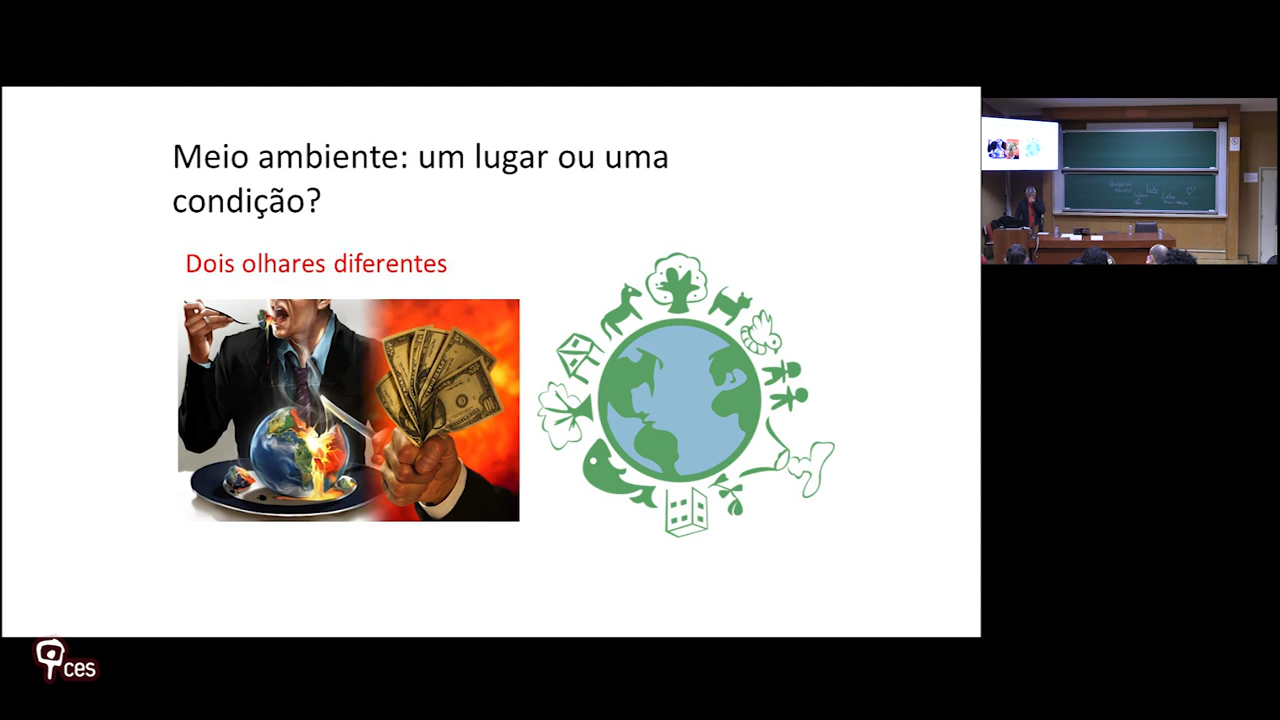 Meio ambiente: um lugar ou uma
condição?
Dois olhares diferentes
ces